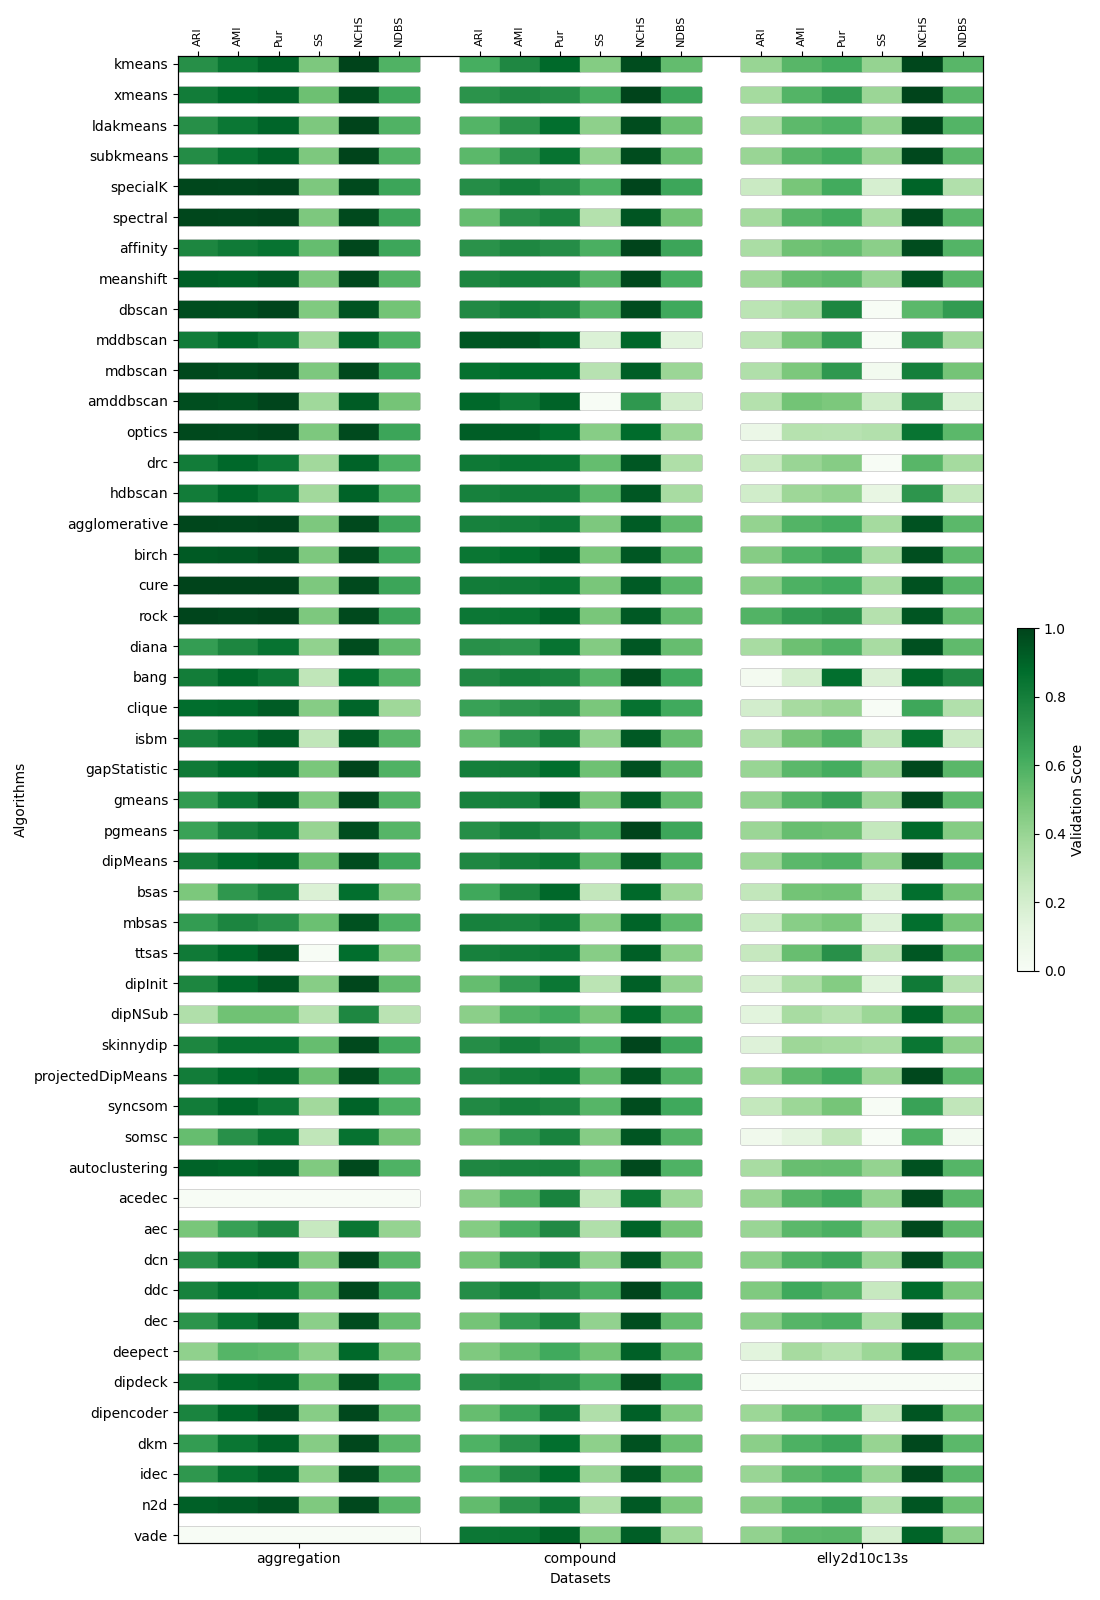 ARI AMI Pur SS NCHS NDBS ARI AMI Pur SS NCHS NDBS ARI AMI Pur SS NCHS NDBS
kmeans
xmeans
ldakmeans
subkmeans
specialK
spectral
affinity
meanshift
dbscan
mddbscan
mdbscan
amddbscan
optics
drc
hdbscan
agglomerative
birch
cure
rock
diana
bang
clique
isbm
gapStatistic
gmeans
pgmeans
dipMeans
bsas
mbsas
ttsas
dipInit
dipNSub
skinnydip
projectedDipMeans
syncsom
somsc
autoclustering
acedec
aec
dcn
ddc
dec
deepect
dipdeck
dipencoder
dkm
idec
n2d
vade
Algorithms
aggregation compound elly2d10c13s
Datasets
1.0
0.8
0.6
0.4
0.2
0.0
Validation Score